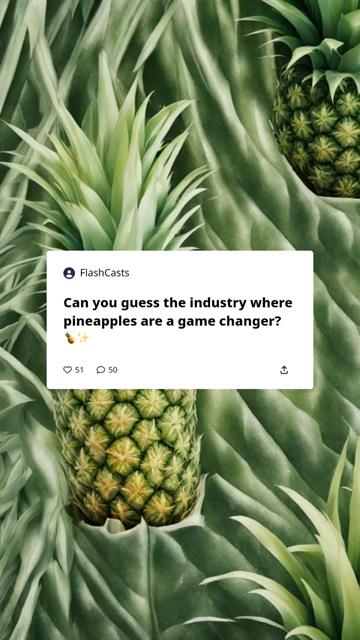 FlashCasts
Can you guess the industry where
pineapples are a game changer?
🍍✨
51 50